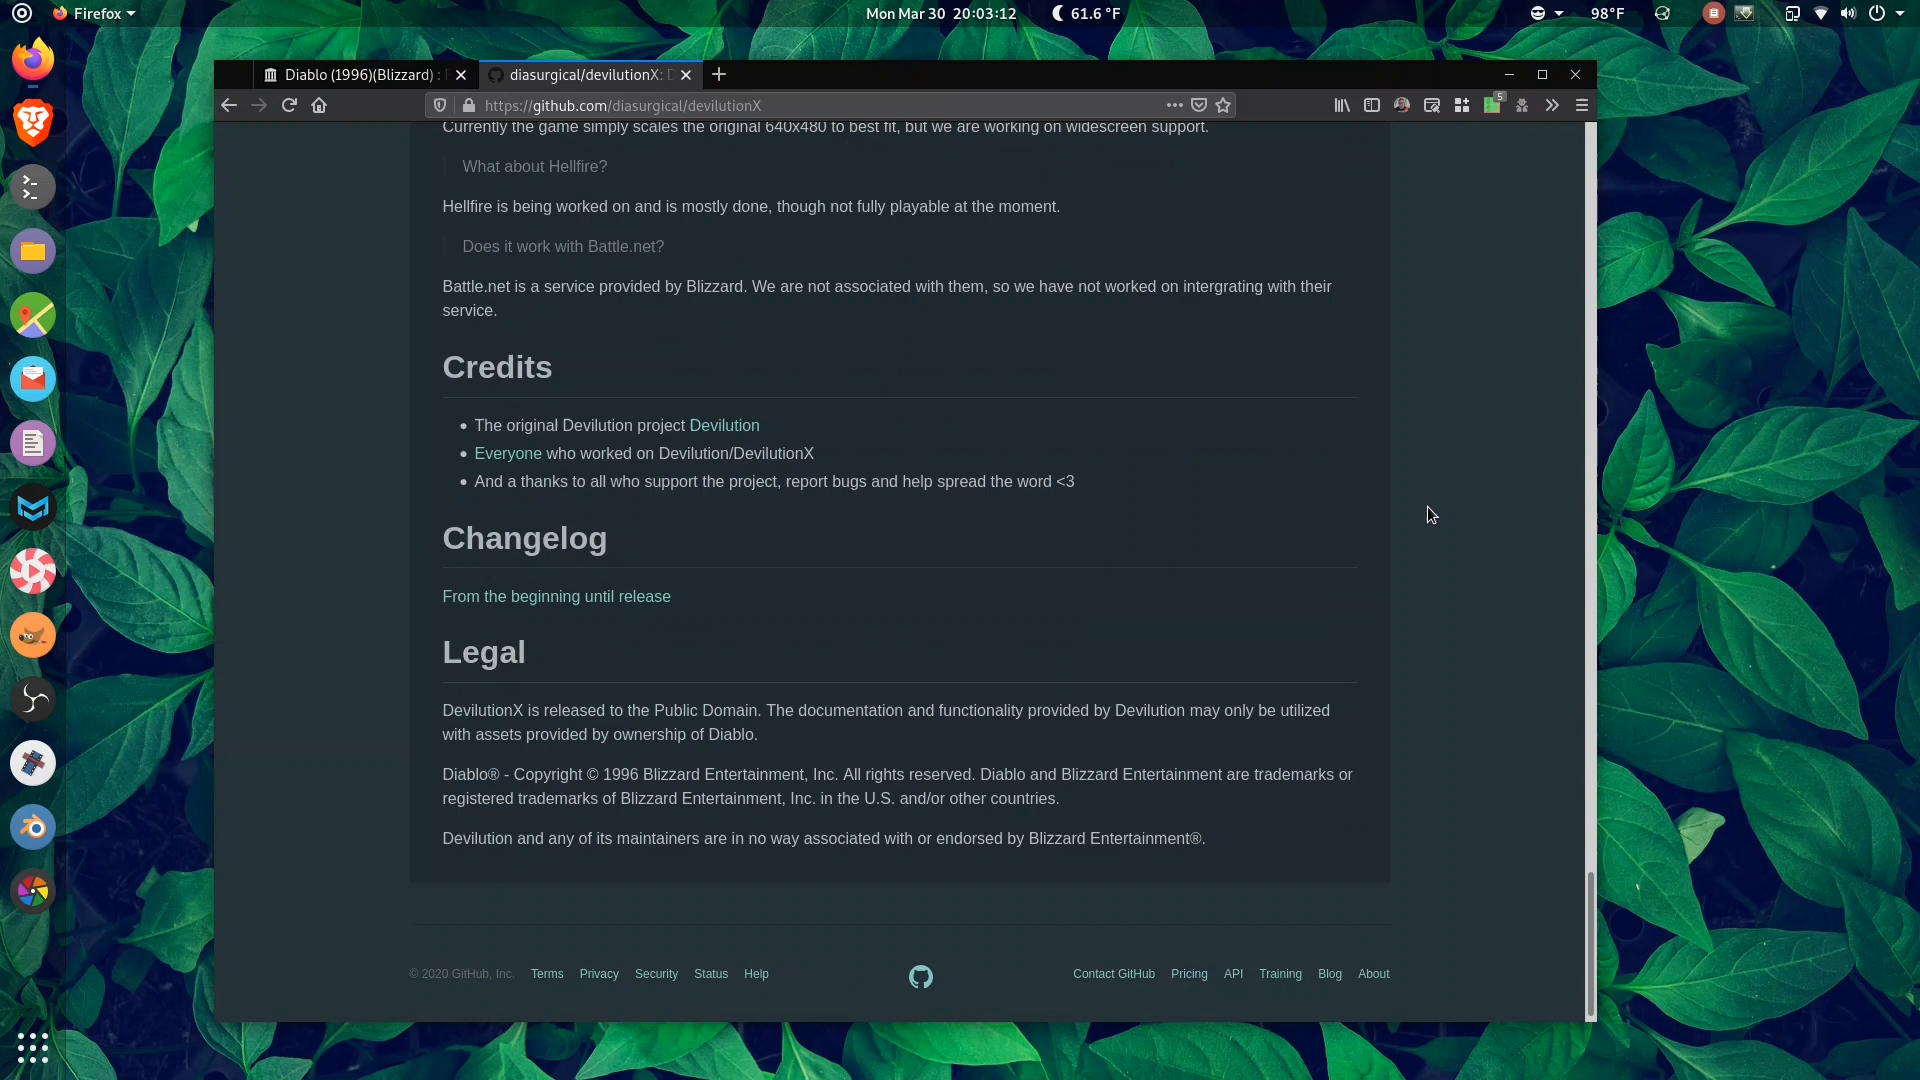 Firefox
Mon Mar 30 20:03:12
61.6 °F
98°F
Diablo (1996)(Blizzard) :
diasurgical/devilutionX: D
https://github.com/diasurgical/devilutionX
5
Currently the game simply scales the original 640x480 to best fit, but we are working on widescreen support.
What about Hellfire?
Hellfire is being worked on and is mostly done, though not fully playable at the moment.
Does it work with Battle.net?
Battle.net is a service provided by Blizzard. We are not associated with them, so we have not worked on intergrating with their
service.
Credits
The original Devilution project Devilution
Everyone who worked on Devilution/DevilutionX
And a thanks to all who support the project, report bugs and help spread the word <3
Changelog
From the beginning until release
Legal
DevilutionX is released to the Public Domain. The documentation and functionality provided by Devilution may only be utilized
with assets provided by ownership of Diablo.
Diablo® - Copyright © 1996 Blizzard Entertainment, Inc. All rights reserved. Diablo and Blizzard Entertainment are trademarks or
registered trademarks of Blizzard Entertainment, Inc. in the U.S. and/or other countries.
Devilution and any of its maintainers are in no way associated with or endorsed by Blizzard Entertainment®.
© 2020 GitHub, Inc. Terms Privacy Security Status Help Contact GitHub Pricing API Training Blog About